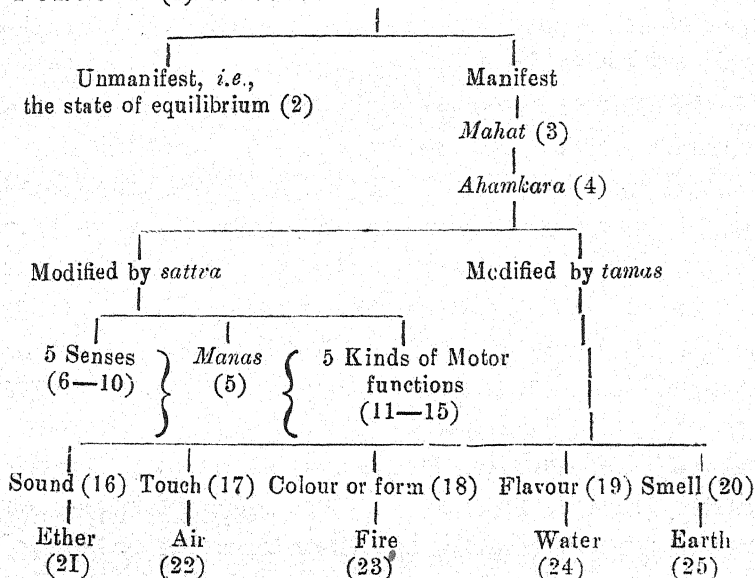 Unmanifest, i.e.,
the state of equilibrium (2)
Manifest
Mahat (3)
Ahamkara (4)
Modified by sattva
Mcdified by tamas
5 Senses
(6—10)
Manas
(5)
5 Kinds of Motor
functions
(11—15)
Sound (16) Touch (17) Colour or form (18) Flavour (19) Smell (20)
Ether Air Fire Water Earth
(21) (22) (23) (24) (25)